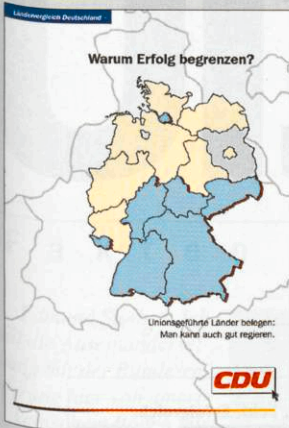 Ländervergleich Deutschland
Warum Erfolg begrenzen?
Unionsgeführte Länder belegen:
Man kann auch gut regieren.
CDU